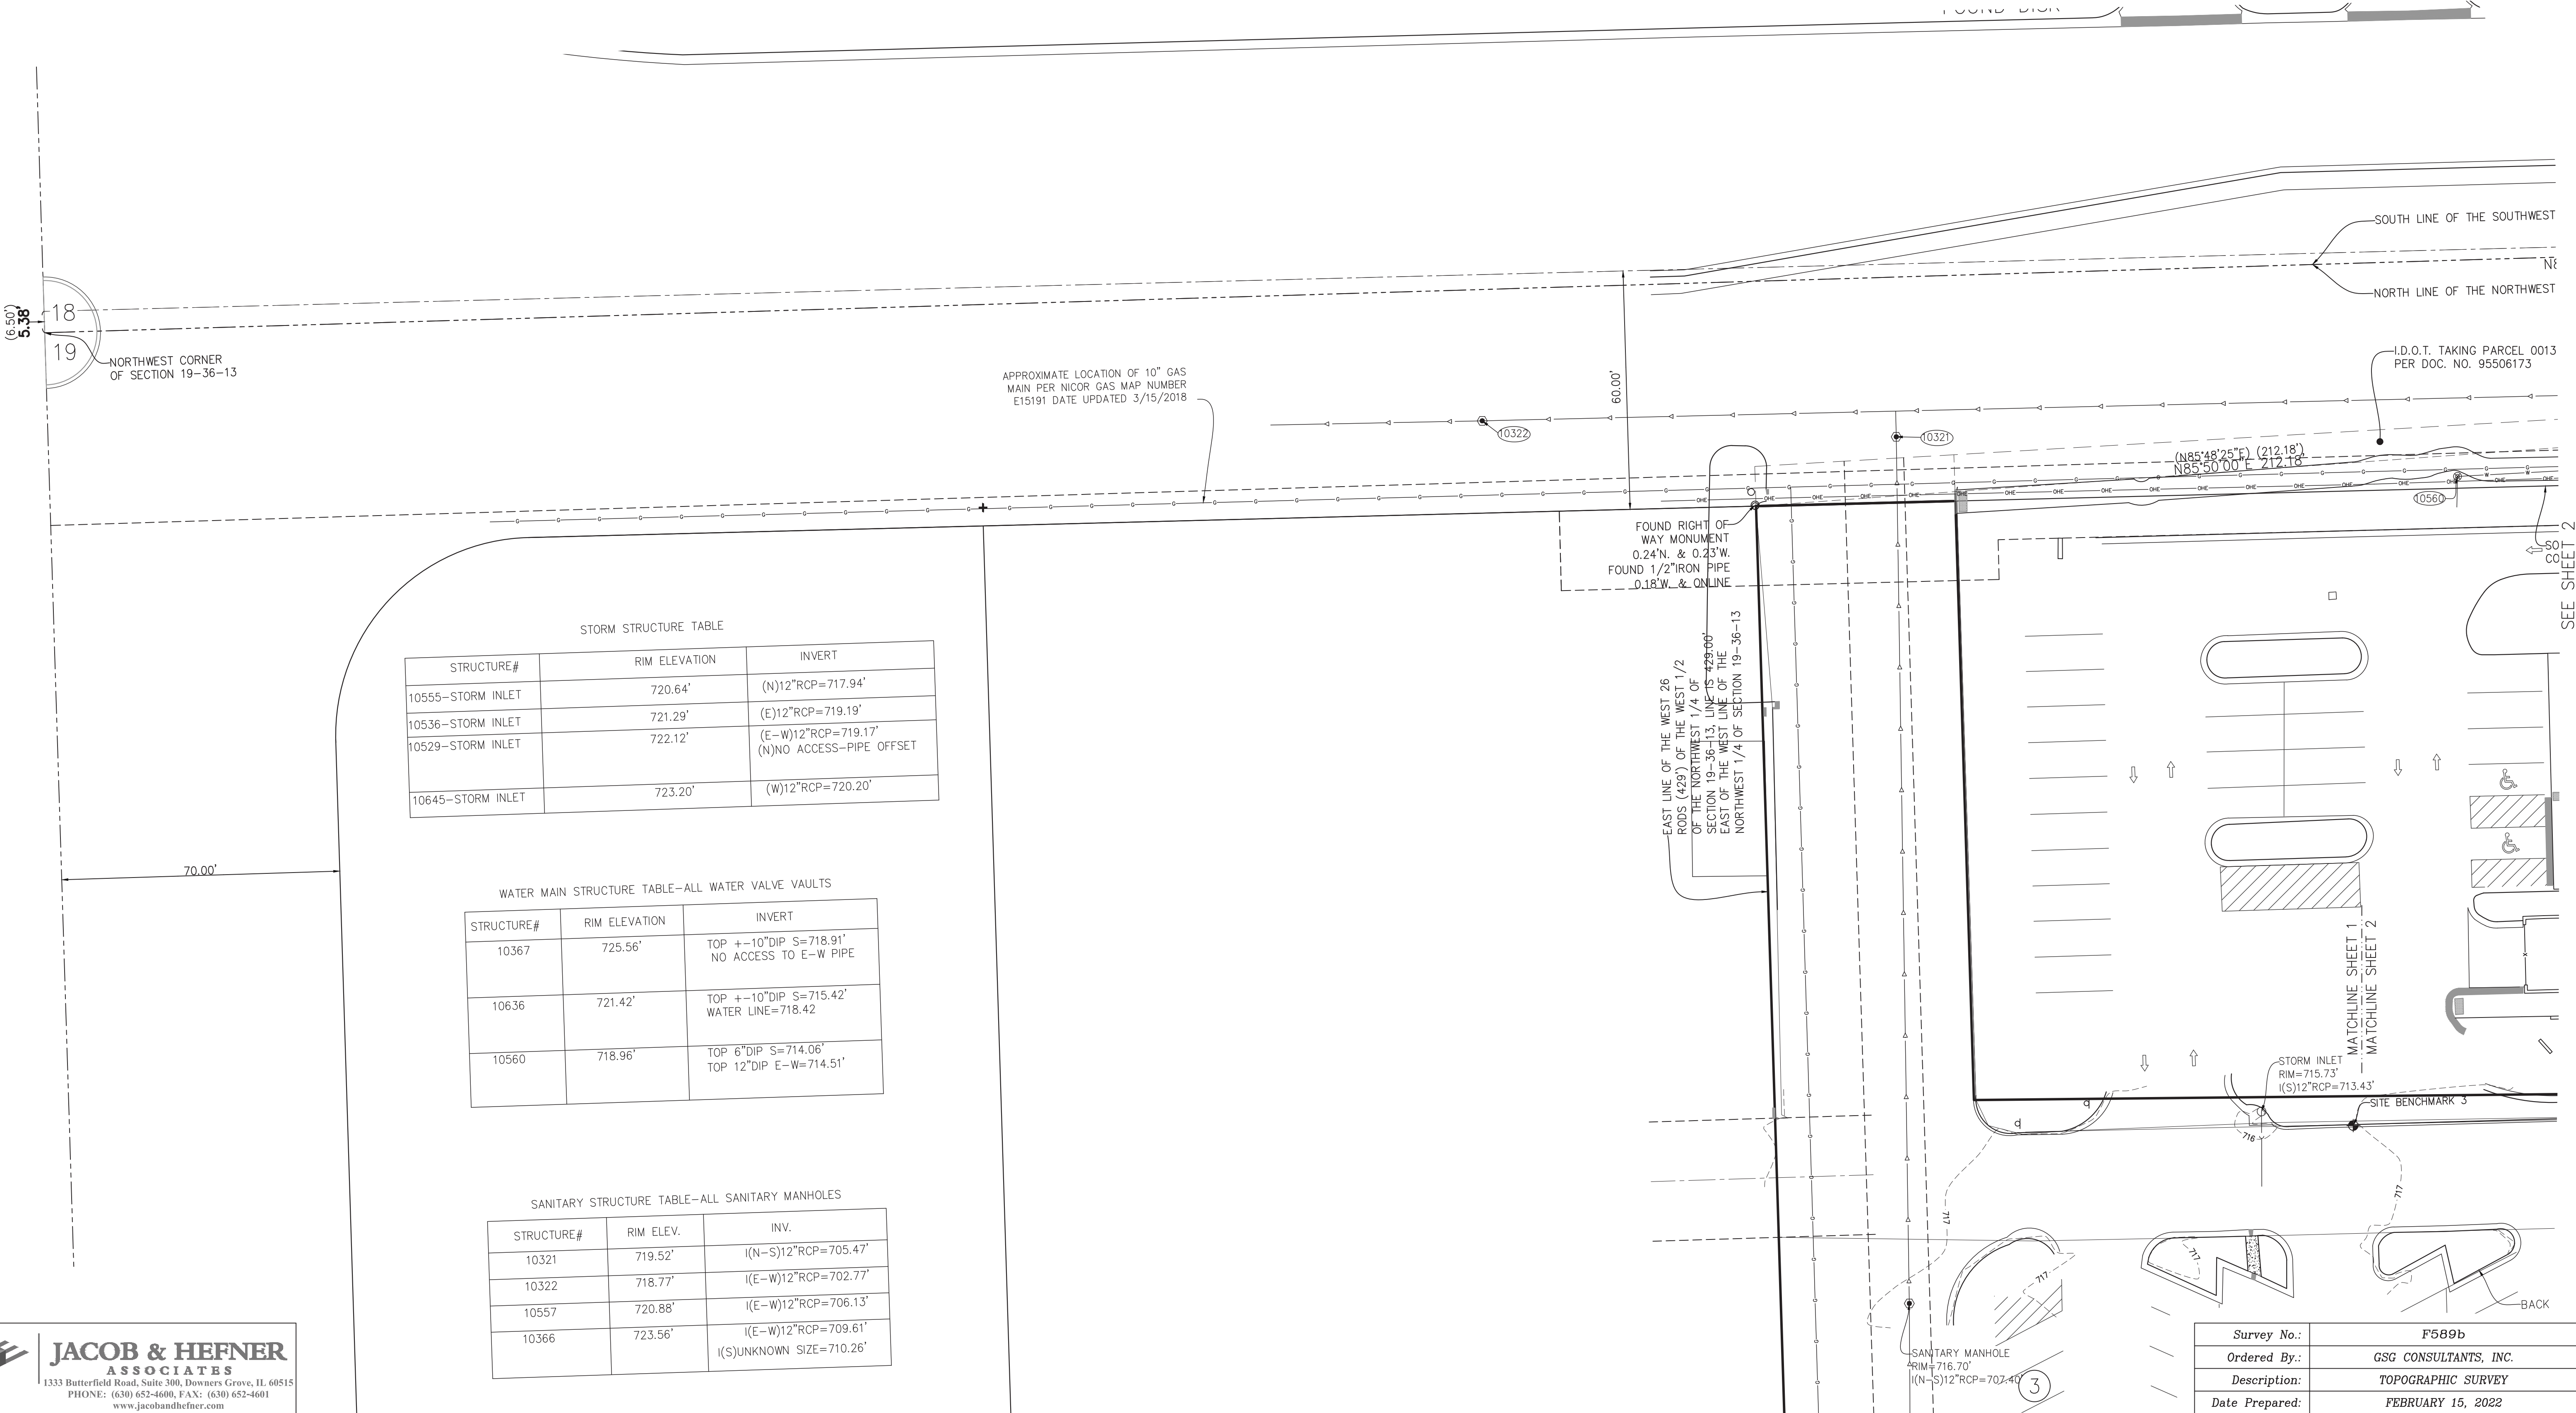 FOUND DISK
SOUTH LINE OF THE SOUTHWEST
NORTH LINE OF THE NORTHWEST
(6.50')
5.38'
18
19
NORTHWEST CORNER
OF SECTION 19-36-13
APPROXIMATE LOCATION OF 10" GAS
MAIN PER NICOR GAS MAP NUMBER
E15191 DATE UPDATED 3/15/2018
60.00'
I.D.O.T. TAKING PARCEL 0013
PER DOC. NO. 95506173
10322
10321
(N85°48'25"E) (212.18')
N85°50'00"E 212.18'
10560
FOUND RIGHT OF
WAY MONUMENT
0.24'N. & 0.23'W.
FOUND 1/2"IRON PIPE
0.18'W. & ONLINE
SO
CO
SEE SHEET 2
EAST LINE OF THE WEST 26
RODS (429') OF THE WEST 1/2
OF THE NORTHWEST 1/4 OF
SECTION 19-36-13, LINE IS 429.00'
EAST OF THE WEST LINE OF THE
NORTHWEST 1/4 OF SECTION 19-36-13
STORM STRUCTURE TABLE
STRUCTURE# RIM ELEVATION INVERT
10555-STORM INLET 720.64' (N)12"RCP=717.94'
10536-STORM INLET 721.29' (E)12"RCP=719.19'
10529-STORM INLET 722.12' (E-W)12"RCP=719.17'
(N)NO ACCESS-PIPE OFFSET
10645-STORM INLET 723.20' (W)12"RCP=720.20'
70.00'
WATER MAIN STRUCTURE TABLE-ALL WATER VALVE VAULTS
STRUCTURE# RIM ELEVATION INVERT
10367 725.56' TOP +-10"DIP S=718.91'
NO ACCESS TO E-W PIPE
10636 721.42' TOP +-10"DIP S=715.42'
WATER LINE=718.42
10560 718.96' TOP 6"DIP S=714.06'
TOP 12"DIP E-W=714.51'
MATCHLINE SHEET 1
MATCHLINE SHEET 2
STORM INLET
RIM=715.73'
I(S)12"RCP=713.43'
SITE BENCHMARK 3
716
717
717
717
717
BACK
SANITARY STRUCTURE TABLE-ALL SANITARY MANHOLES
STRUCTURE# RIM ELEV. INV.
10321 719.52' I(N-S)12"RCP=705.47'
10322 718.77' I(E-W)12"RCP=702.77'
10557 720.88' I(E-W)12"RCP=706.13'
10366 723.56' I(E-W)12"RCP=709.61'
I(S)UNKNOWN SIZE=710.26'
SANITARY MANHOLE
RIM=716.70'
I(N-S)12"RCP=707.40'
3
JACOB & HEFNER
ASSOCIATES
1333 Butterfield Road, Suite 300, Downers Grove, IL 60515
PHONE: (630) 652-4600, FAX: (630) 652-4601
www.jacobandhefner.com
Survey No.: F589b
Ordered By.: GSG CONSULTANTS, INC.
Description: TOPOGRAPHIC SURVEY
Date Prepared: FEBRUARY 15, 2022